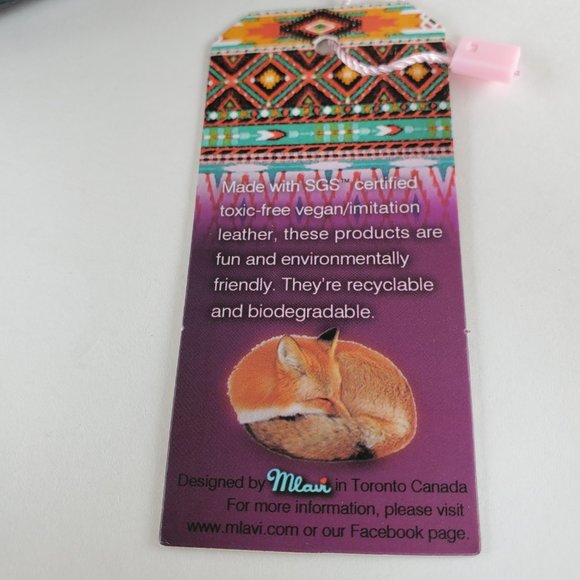 Made with SGS™ certified
toxic-free vegan/imitation
leather, these products are
fun and environmentally
friendly. They're recyclable
and biodegradable.
Designed by Mlavi in Toronto Canada
For more information, please visit
www.mlavi.com or our Facebook page.